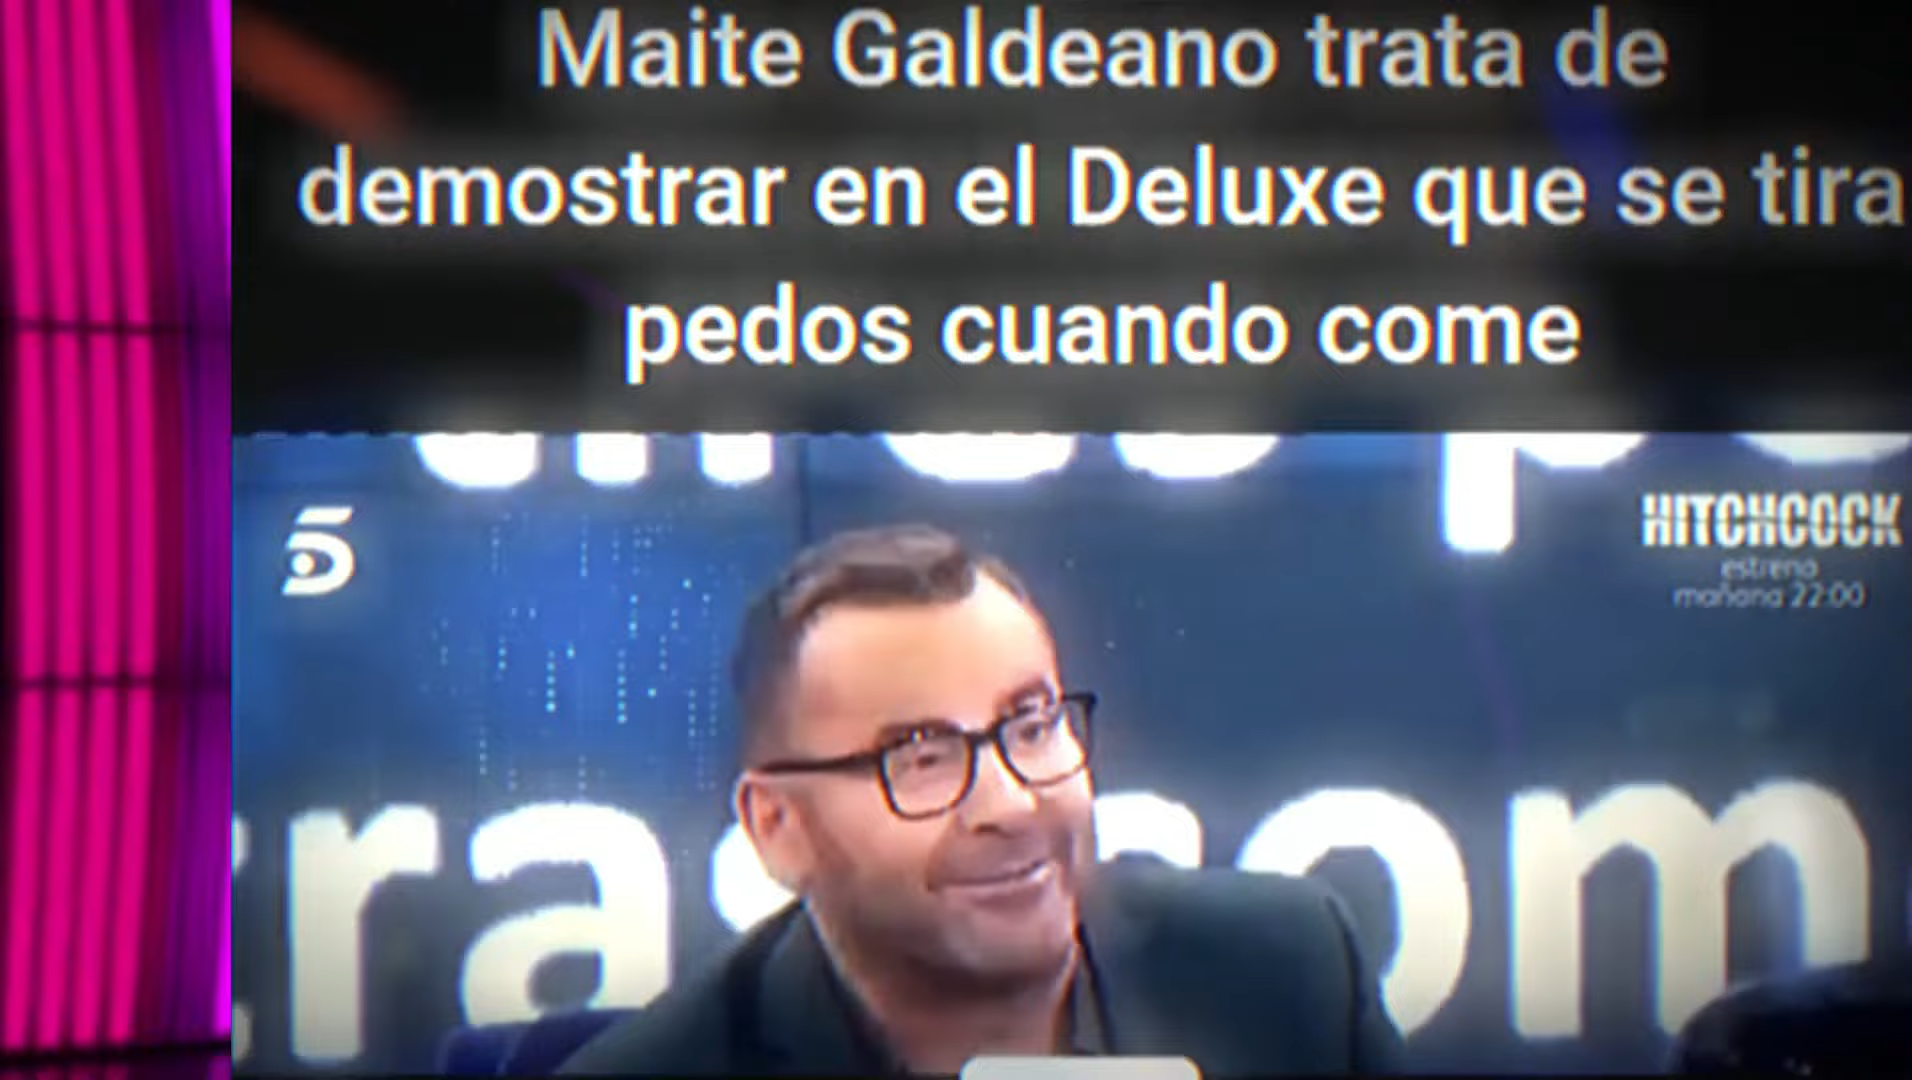 Maite Galdeano trata de
demostrar en el Deluxe que se tira
pedos cuando come
5
HITCHCOCK
estreno
mañana 22:00